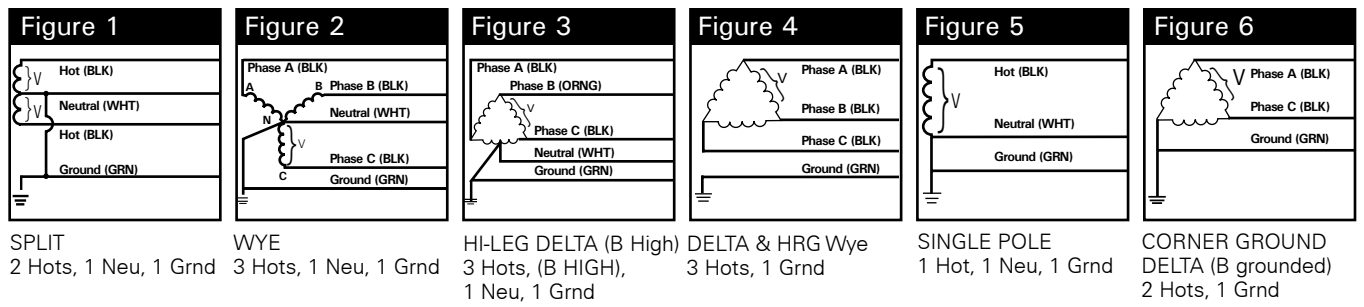 Figure 1
Hot (BLK)
V
Neutral (WHT)
V
Hot (BLK)
Ground (GRN)
SPLIT
2 Hots, 1 Neu, 1 Grnd
Figure 2
Phase A (BLK)
A
B Phase B (BLK)
Neutral (WHT)
N
V
Phase C (BLK)
C
Ground (GRN)
WYE
3 Hots, 1 Neu, 1 Grnd
Figure 3
Phase A (BLK)
Phase B (ORNG)
V
Phase C (BLK)
Neutral (WHT)
Ground (GRN)
HI-LEG DELTA (B High)
3 Hots, (B HIGH),
1 Neu, 1 Grnd
Figure 4
Phase A (BLK)
V
Phase B (BLK)
Phase C (BLK)
Ground (GRN)
DELTA & HRG Wye
3 Hots, 1 Grnd
Figure 5
Hot (BLK)
V
Neutral (WHT)
Ground (GRN)
SINGLE POLE
1 Hot, 1 Neu, 1 Grnd
Figure 6
V Phase A (BLK)
Phase C (BLK)
Ground (GRN)
CORNER GROUND
DELTA (B grounded)
2 Hots, 1 Grnd